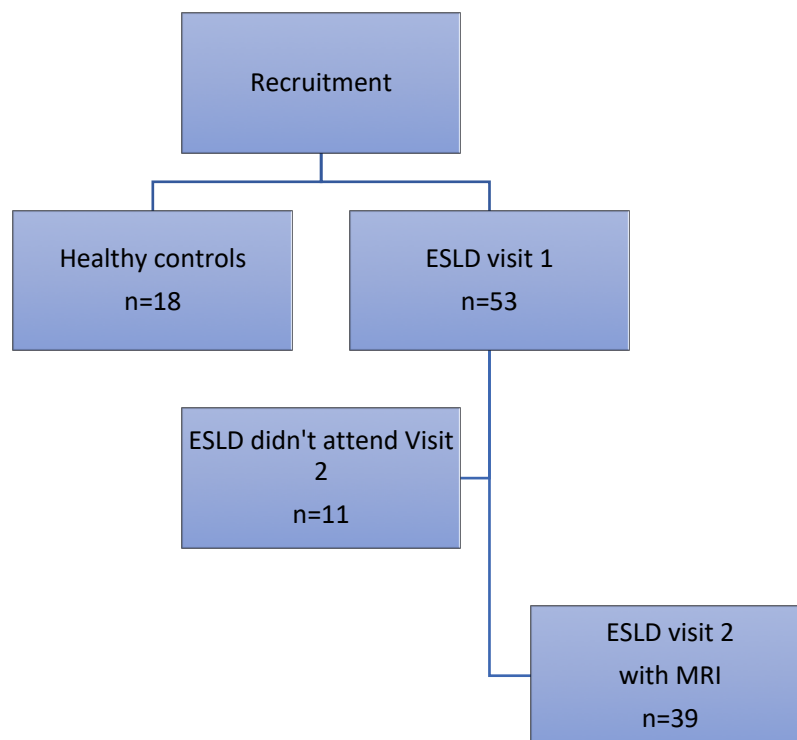 Recruitment
Healthy controls
n=18
ESLD visit 1
n=53
ESLD didn't attend Visit
2
n=11
ESLD visit 2
with MRI
n=39